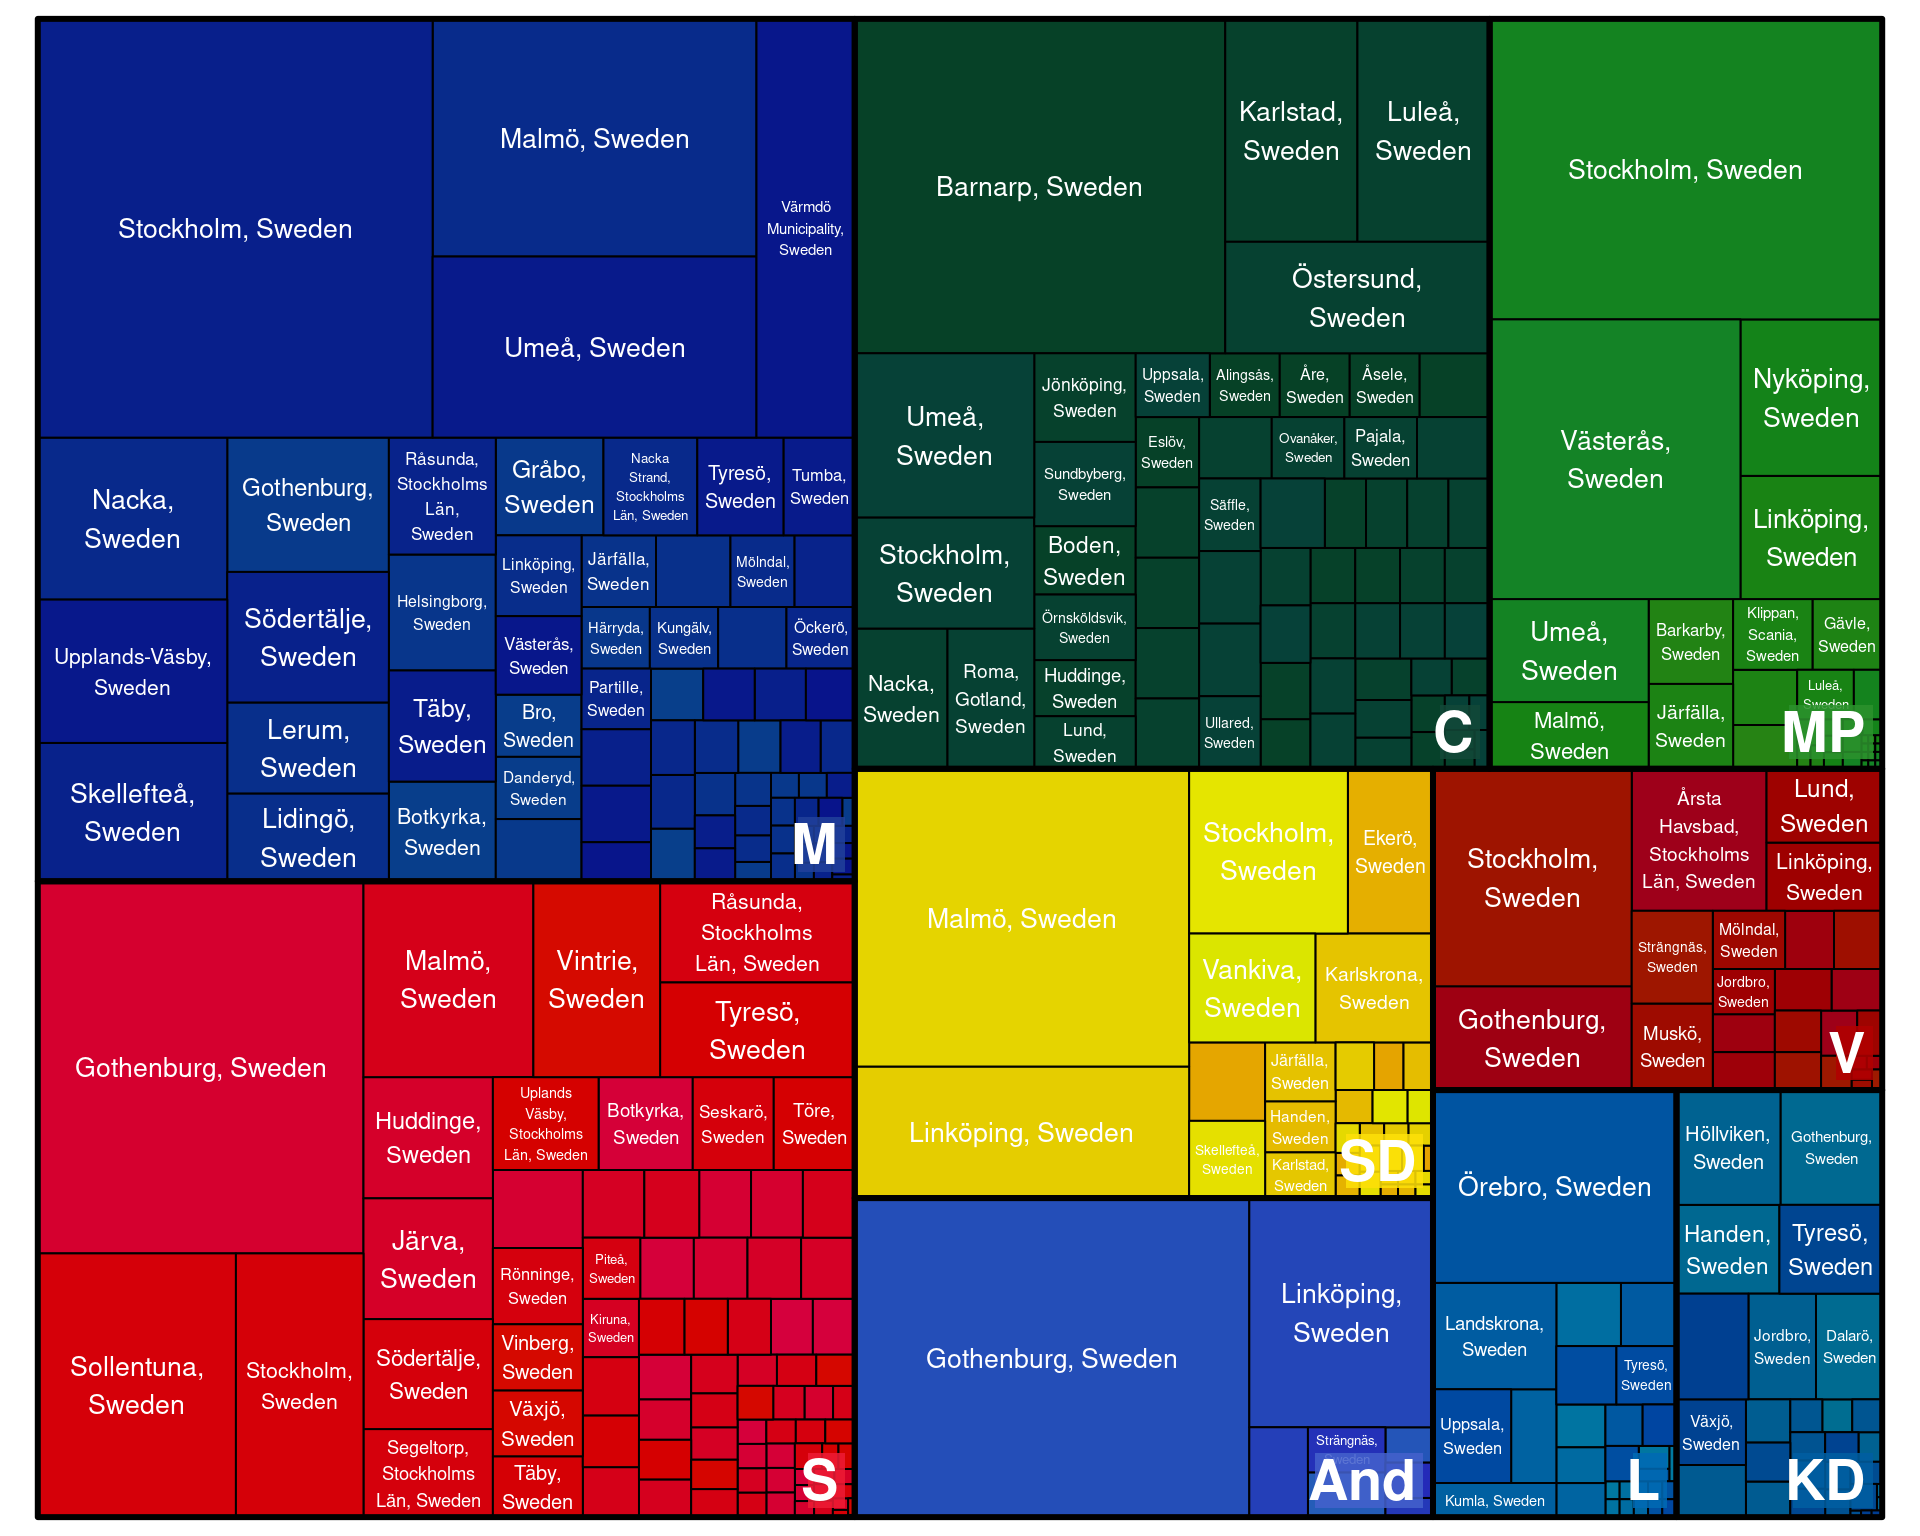 Stockholm, Sweden
Malmö, Sweden
Umeå, Sweden
Värmdö
Municipality,
Sweden
Nacka,
Sweden
Upplands-Väsby,
Sweden
Skellefteå,
Sweden
Gothenburg,
Sweden
Södertälje,
Sweden
Lerum,
Sweden
Lidingö,
Sweden
Råsunda,
Stockholms
Län,
Sweden
Helsingborg,
Sweden
Täby,
Sweden
Botkyrka,
Sweden
Gråbo,
Sweden
Nacka
Strand,
Stockholms
Län, Sweden
Tyresö,
Sweden
Tumba,
Sweden
Linköping,
Sweden
Västerås,
Sweden
Bro,
Sweden
Danderyd,
Sweden
Järfälla,
Sweden
Mölndal,
Sweden
Härryda,
Sweden
Kungälv,
Sweden
Öckerö,
Sweden
Partille,
Sweden
M
Barnarp, Sweden
Karlstad,
Sweden
Luleå,
Sweden
Östersund,
Sweden
Umeå,
Sweden
Stockholm,
Sweden
Nacka,
Sweden
Roma,
Gotland,
Sweden
Jönköping,
Sweden
Sundbyberg,
Sweden
Boden,
Sweden
Örnsköldsvik,
Sweden
Huddinge,
Sweden
Lund,
Sweden
Uppsala,
Sweden
Alingsås,
Sweden
Åre,
Sweden
Åsele,
Sweden
Eslöv,
Sweden
Ovanåker,
Sweden
Pajala,
Sweden
Säffle,
Sweden
Ullared,
Sweden
C
Stockholm, Sweden
Västerås,
Sweden
Nyköping,
Sweden
Linköping,
Sweden
Umeå,
Sweden
Malmö,
Sweden
Barkarby,
Sweden
Järfälla,
Sweden
Klippan,
Scania,
Sweden
Gävle,
Sweden
Luleå,
Sweden
MP
Gothenburg, Sweden
Sollentuna,
Sweden
Stockholm,
Sweden
Malmö,
Sweden
Vintrie,
Sweden
Råsunda,
Stockholms
Län, Sweden
Tyresö,
Sweden
Huddinge,
Sweden
Järva,
Sweden
Södertälje,
Sweden
Segeltorp,
Stockholms
Län, Sweden
Uplands
Väsby,
Stockholms
Län, Sweden
Botkyrka,
Sweden
Seskarö,
Sweden
Töre,
Sweden
Rönninge,
Sweden
Vinberg,
Sweden
Växjö,
Sweden
Täby,
Sweden
Piteå,
Sweden
Kiruna,
Sweden
S
Malmö, Sweden
Linköping, Sweden
Stockholm,
Sweden
Ekerö,
Sweden
Vankiva,
Sweden
Karlskrona,
Sweden
Skellefteå,
Sweden
Järfälla,
Sweden
Handen,
Sweden
Karlstad,
Sweden
SD
Gothenburg, Sweden
Linköping,
Sweden
Strängnäs,
Sweden
And
Stockholm,
Sweden
Gothenburg,
Sweden
Årsta
Havsbad,
Stockholms
Län, Sweden
Lund,
Sweden
Linköping,
Sweden
Strängnäs,
Sweden
Muskö,
Sweden
Mölndal,
Sweden
Jordbro,
Sweden
V
Örebro, Sweden
Landskrona,
Sweden
Uppsala,
Sweden
Kumla, Sweden
Tyresö,
Sweden
L
Höllviken,
Sweden
Gothenburg,
Sweden
Handen,
Sweden
Tyresö,
Sweden
Jordbro,
Sweden
Dalarö,
Sweden
Växjö,
Sweden
KD